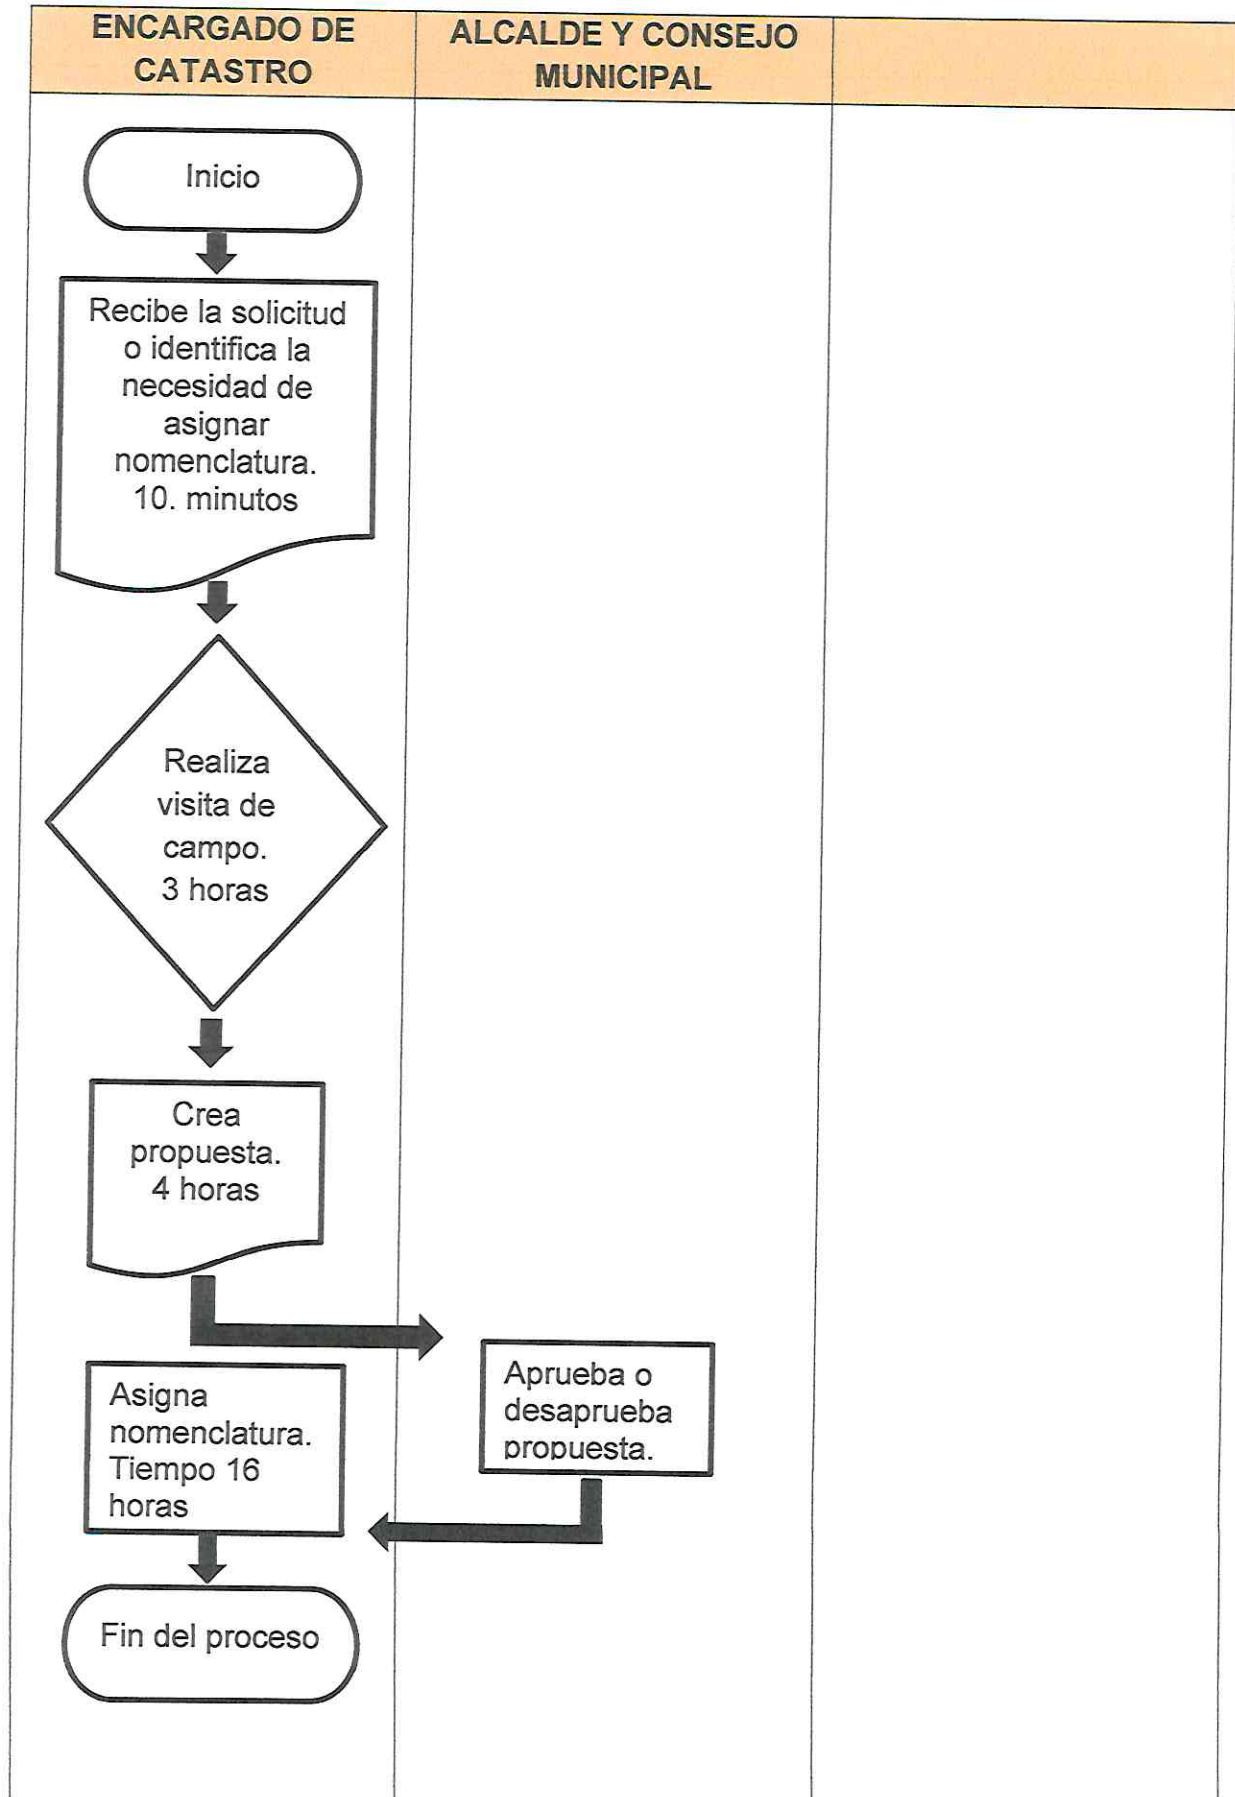 ENCARGADO DE
CATASTRO
ALCALDE Y CONSEJO
MUNICIPAL
Inicio
Recibe la solicitud
o identifica la
necesidad de
asignar
nomenclatura.
10. minutos
Realiza
visita de
campo.
3 horas
Crea
propuesta.
4 horas
Aprueba o
desaprueba
propuesta.
Asigna
nomenclatura.
Tiempo 16
horas
Fin del proceso